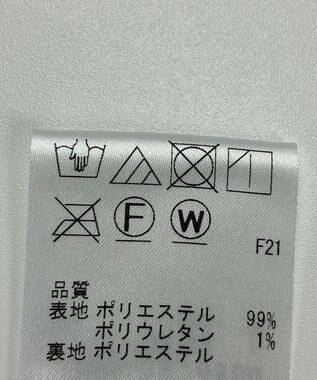 F W
F21
品質
表地 ポリエステル 99%
ポリウレタン 1%
裏地 ポリエステル